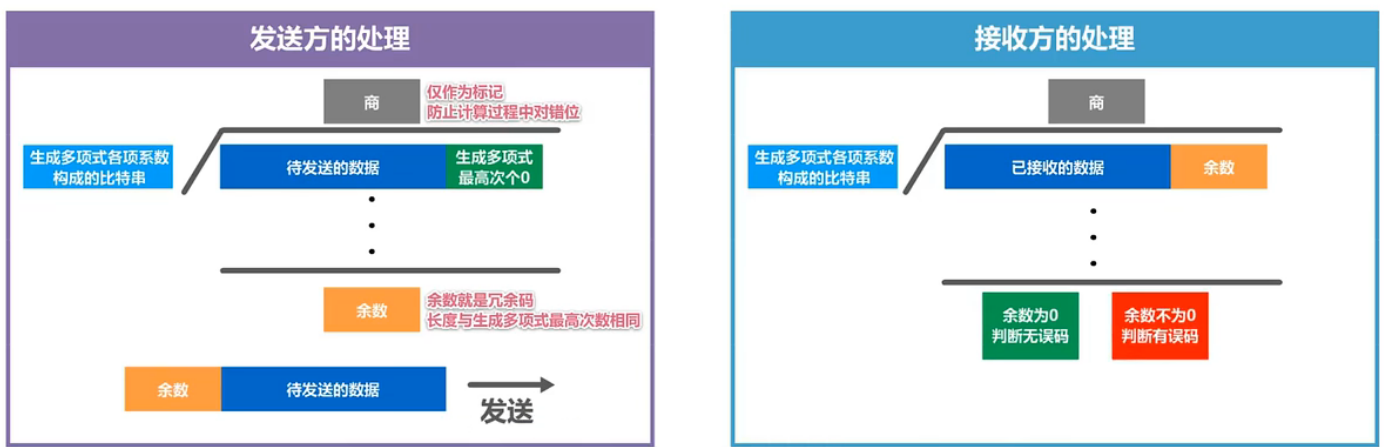 发送方的处理
商
仅作为标记
防止计算过程中对错位
生成多项式各项系数
构成的比特串
待发送的数据
生成多项式
最高次个0
余数
余数就是冗余码
长度与生成多项式最高次数相同
余数
待发送的数据
发送
接收方的处理
商
生成多项式各项系数
构成的比特串
已接收的数据
余数
余数为0
判断无误码
余数不为0
判断有误码